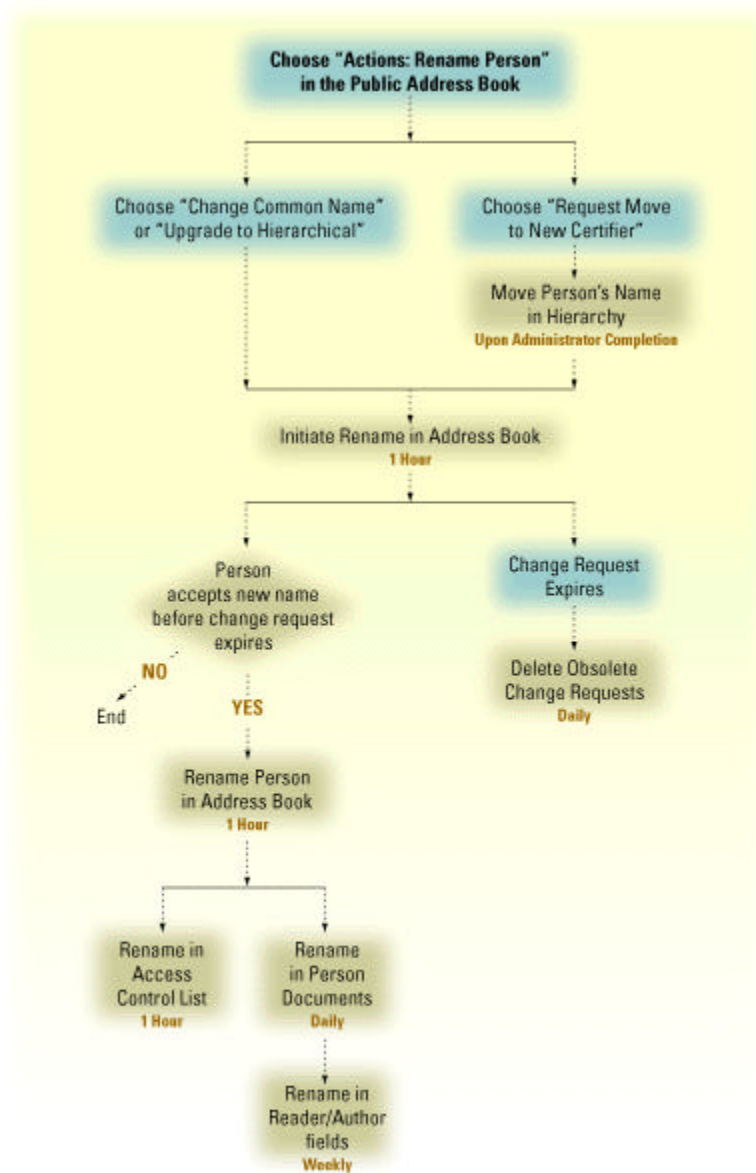 Choose “Actions: Rename Person”
in the Public Address Book
Choose “Change Common Name”
or “Upgrade to Hierarchical”
Choose “Request Move
to New Certifier”
Move Person's Name
in Hierarchy
Upon Administrator Completion
Initiate Rename in Address Book
1 Hour
Person
accepts new name
before change request
expires
NO
End
YES
Change Request
Expires
Delete Obsolete
Change Requests
Daily
Rename Person
in Address Book
1 Hour
Rename in
Access
Control List
1 Hour
Rename
in Person
Documents
Daily
Rename in
Reader/Author
fields
Weekly